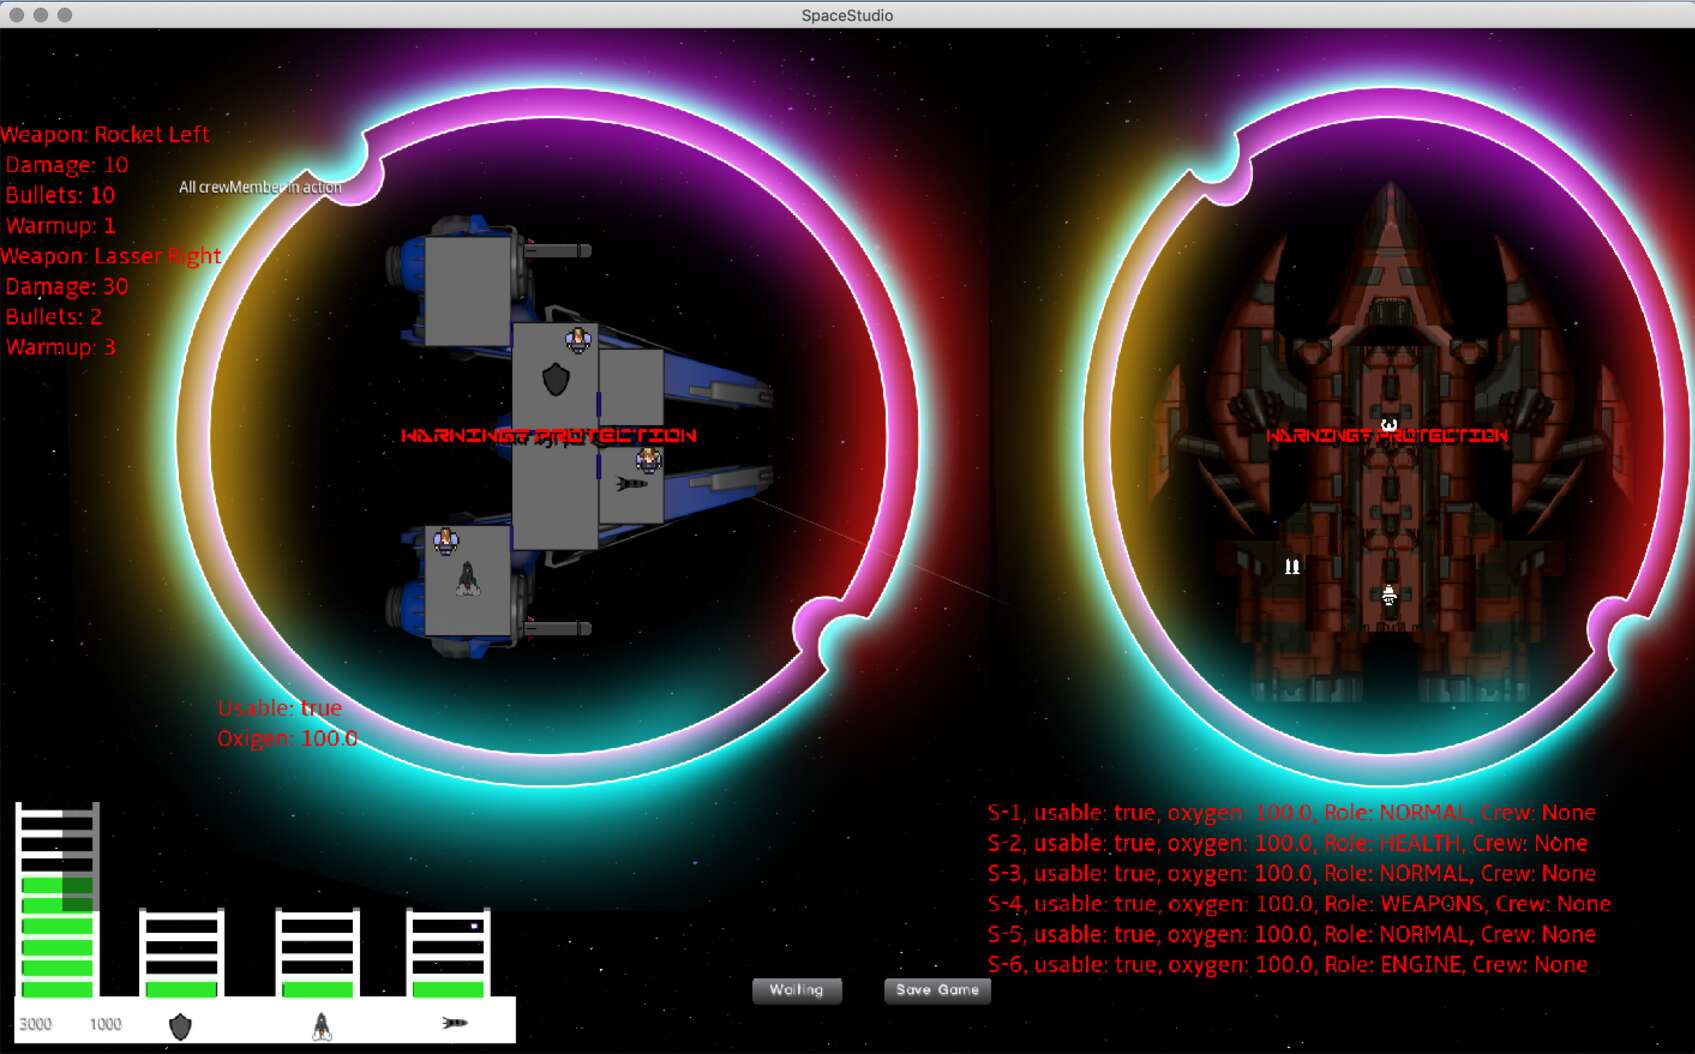 SpaceStudio
Weapon: Rocket Left
Damage: 10
Bullets: 10
Warmup: 1
Weapon: Lasser Right
Damage: 30
Bullets: 2
Warmup: 3
All crewMember in action
WARNING? PROTECTION
WARNING? PROTECTION
Usable: true
Oxigen: 100.0
S-1, usable: true, oxygen: 100.0, Role: NORMAL, Crew: None
S-2, usable: true, oxygen: 100.0, Role: HEALTH, Crew: None
S-3, usable: true, oxygen: 100.0, Role: NORMAL, Crew: None
S-4, usable: true, oxygen: 100.0, Role: WEAPONS, Crew: None
S-5, usable: true, oxygen: 100.0, Role: NORMAL, Crew: None
S-6, usable: true, oxygen: 100.0, Role: ENGINE, Crew: None
Waiting
Save Game
3000
1000